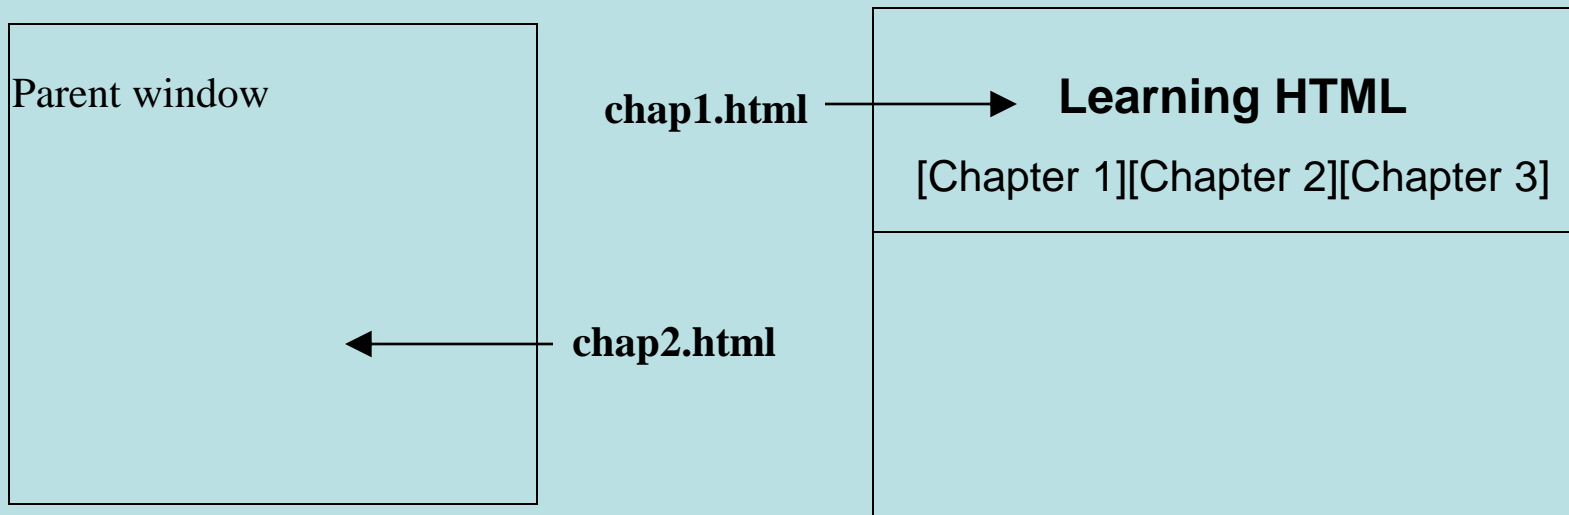 Parent window
chap1.html
Learning HTML
[Chapter 1][Chapter 2][Chapter 3]
chap2.html